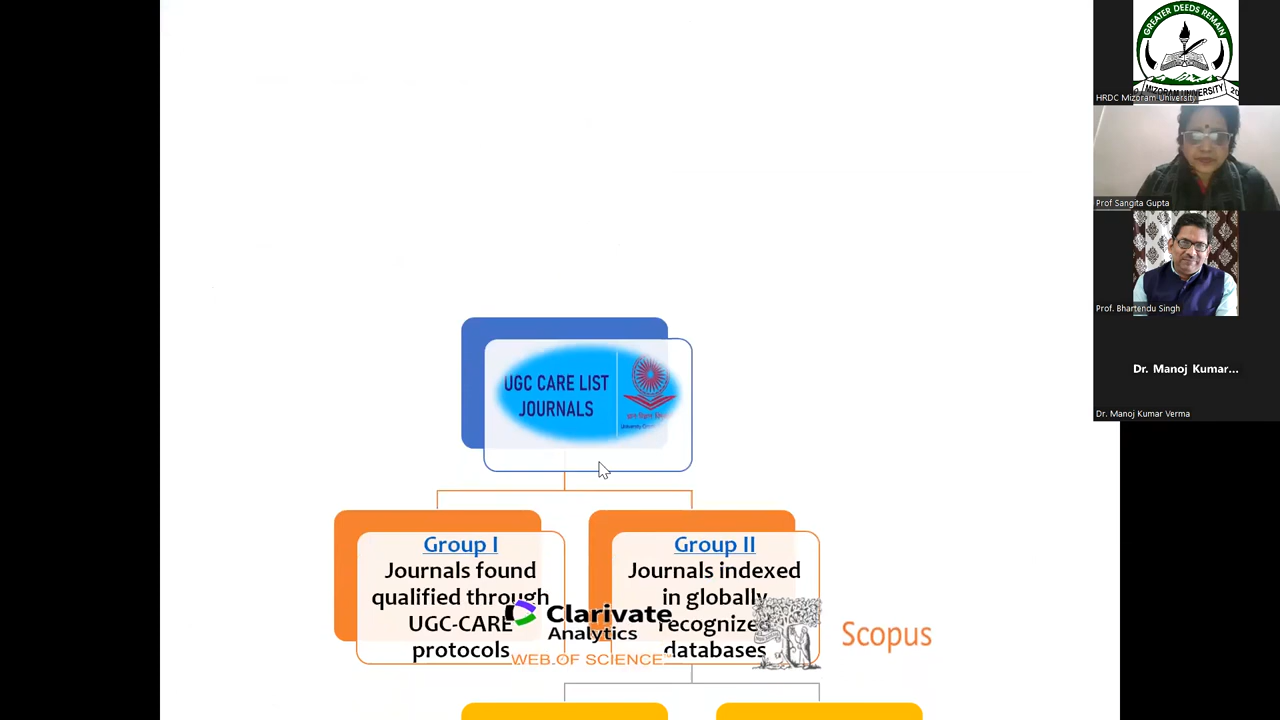 UGC CARE LIST
JOURNALS
Group I
Journals found
qualified through
UGC-CARE
protocols
Group II
Journals indexed
in globally
databases
Clarivate
Analytics
WEB OF SCIENCE
Scopus
GREATER DEEDS REMAIN
MIZORAM UNIVERSITY
HRDC Mizoram University
Prof Sangita Gupta
Prof. Bhartendu Singh
Dr. Manoj Kumar...
Dr. Manoj Kumar Verma